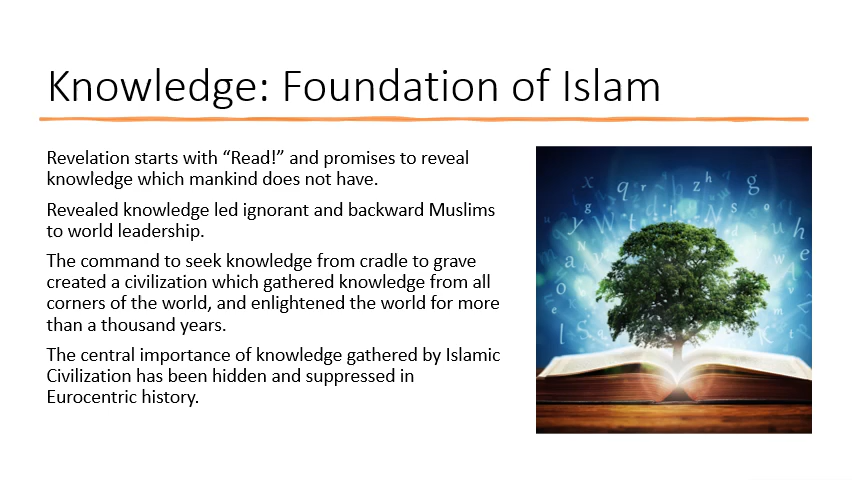 Knowledge: Foundation of Islam
Revelation starts with “Read!” and promises to reveal
knowledge which mankind does not have.
Revealed knowledge led ignorant and backward Muslims
to world leadership.
The command to seek knowledge from cradle to grave
created a civilization which gathered knowledge from all
corners of the world, and enlightened the world for more
than a thousand years.
The central importance of knowledge gathered by Islamic
Civilization has been hidden and suppressed in
Eurocentric history.